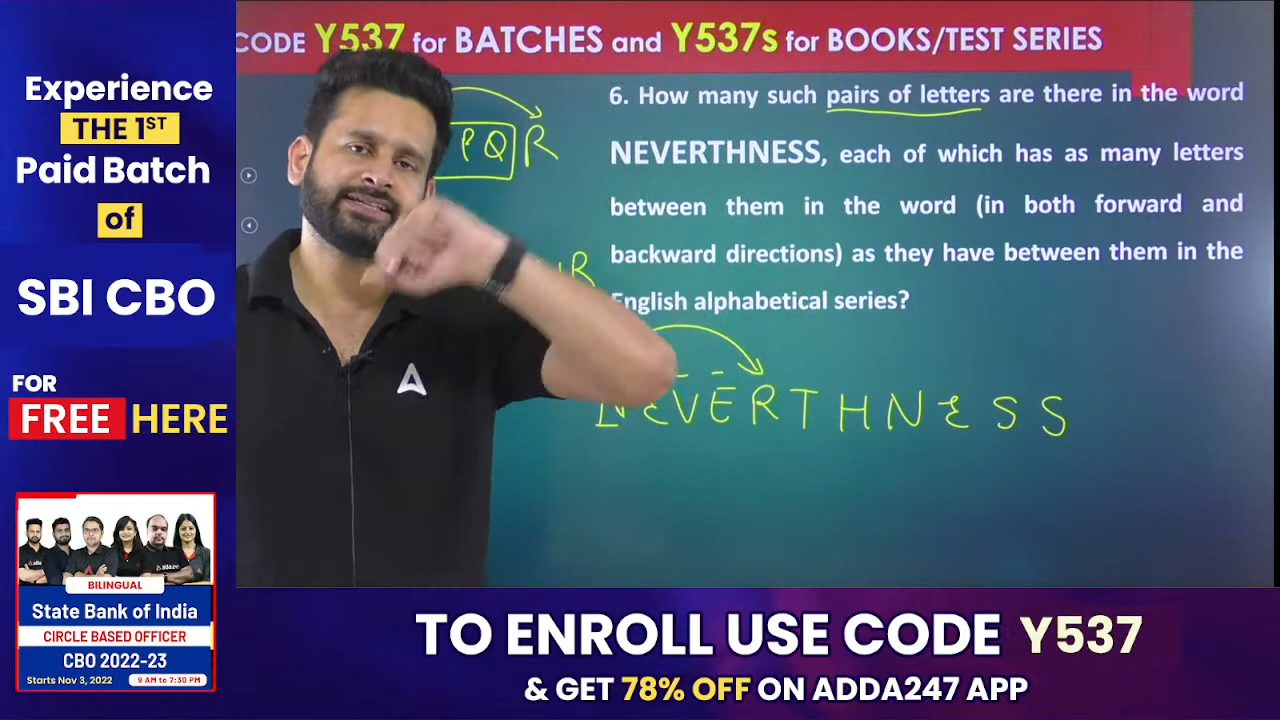 Experience
THE 1ST
Paid Batch
of
SBI CBO
FOR
FREE HERE
BILINGUAL
State Bank of India
CIRCLE BASED OFFICER
CBO 2022-23
Starts Nov 3, 2022 9 AM to 7:30 PM
CODE Y537 for BATCHES and Y537s for BOOKS/TEST SERIES
PQR
R
6. How many such pairs of letters are there in the word
NEVERTHNESS, each of which has as many letters
between them in the word (in both forward and
backward directions) as they have between them in the
English alphabetical series?
NEVERTHNESS
TO ENROLL USE CODE Y537
& GET 78% OFF ON ADDA247 APP